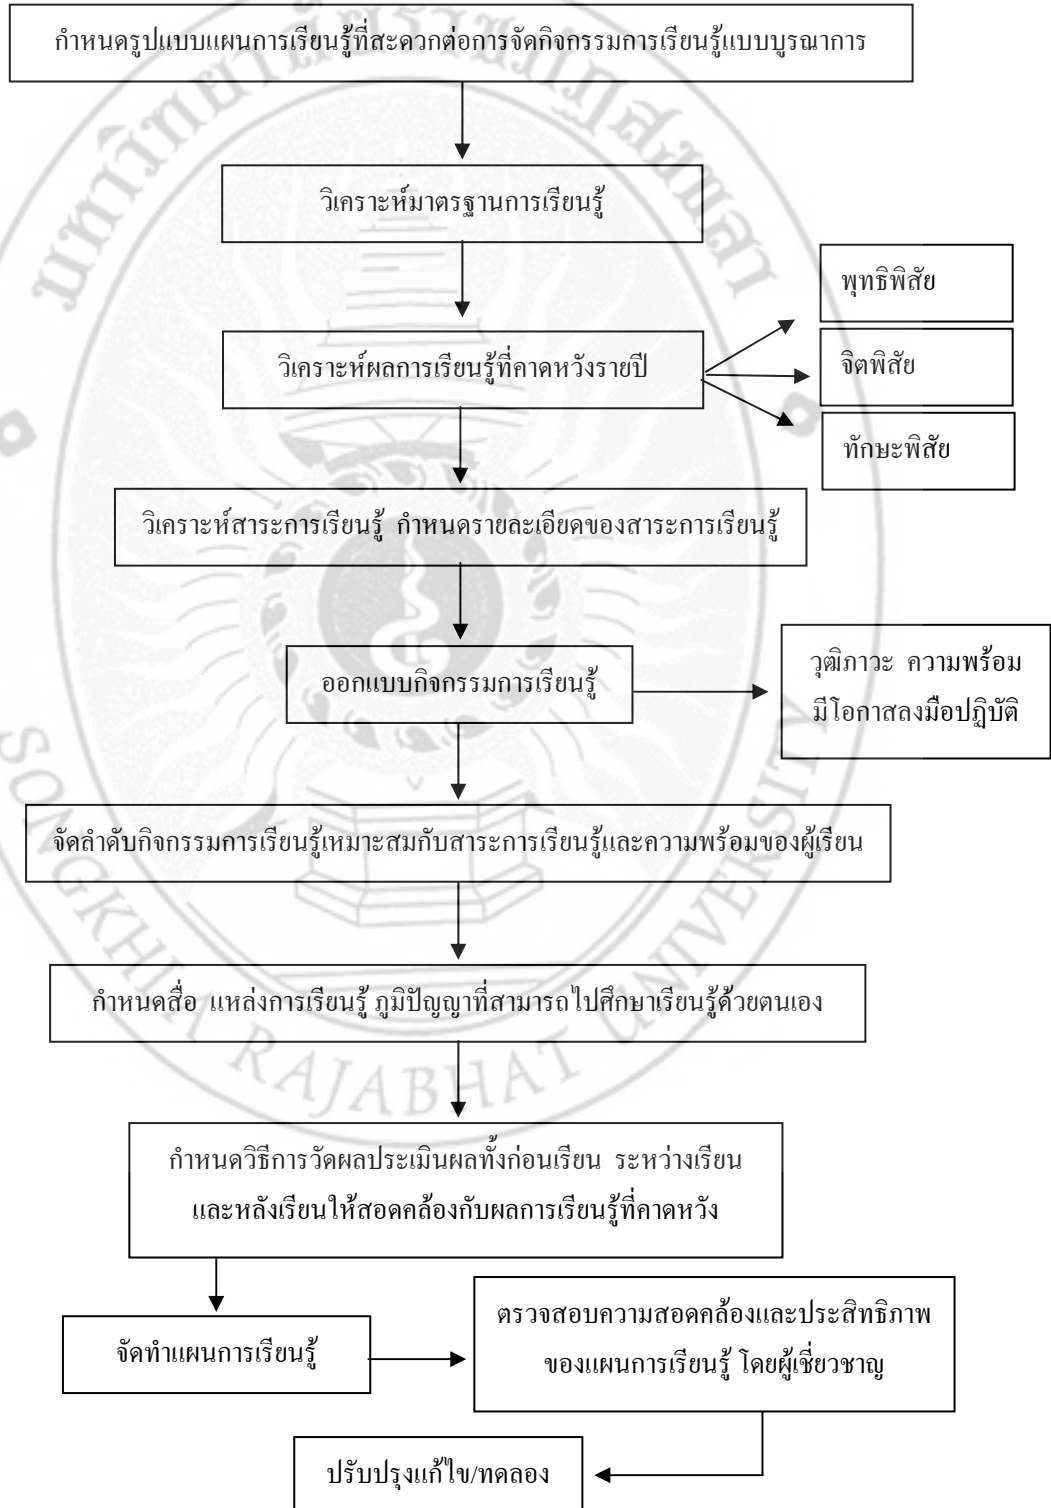 กำหนดรูปแบบแผนการเรียนรู้ที่สะดวกต่อการจัดกิจกรรมการเรียนรู้แบบบูรณาการ
วิเคราะห์มาตรฐานการเรียนรู้
พุทธิพิสัย
วิเคราะห์ผลการเรียนรู้ที่คาดหวังรายปี
จิตพิสัย
ทักษะพิสัย
วิเคราะห์สาระการเรียนรู้ กำหนดรายละเอียดของสาระการเรียนรู้
ออกแบบกิจกรรมการเรียนรู้
วุฒิภาวะ ความพร้อม
มีโอกาสลงมือปฏิบัติ
จัดลำดับกิจกรรมการเรียนรู้เหมาะสมกับสาระการเรียนรู้และความพร้อมของผู้เรียน
กำหนดสื่อ แหล่งการเรียนรู้ ภูมิปัญญาที่สามารถไปศึกษาเรียนรู้ด้วยตนเอง
กำหนดวิธีการวัดผลประเมินผลทั้งก่อนเรียน ระหว่างเรียน
และหลังเรียนให้สอดคล้องกับผลการเรียนรู้ที่คาดหวัง
จัดทำแผนการเรียนรู้
ตรวจสอบความสอดคล้องและประสิทธิภาพ
ของแผนการเรียนรู้ โดยผู้เชี่ยวชาญ
ปรับปรุงแก้ไข/ทดลอง
มหาวิทยาลัยราชภัฏสงขลา
SONGKHLA RAJABHAT UNIVERSITY